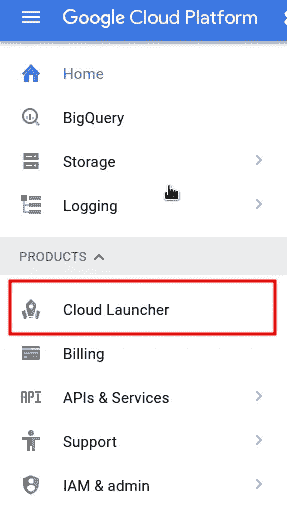 Google Cloud Platform
Home
BigQuery
Storage
Logging
PRODUCTS
Cloud Launcher
Billing
API APIs & Services
Support
IAM & admin